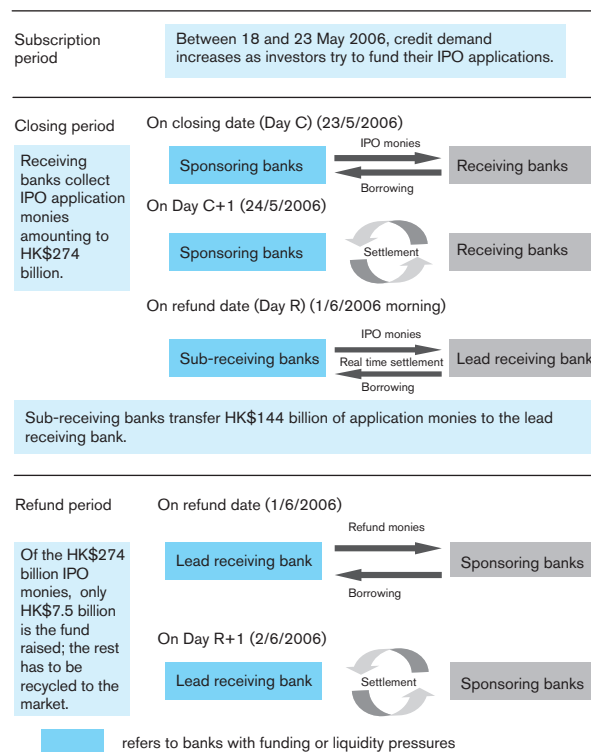 Subscription
period
Between 18 and 23 May 2006, credit demand
increases as investors try to fund their IPO applications.
Closing period
Receiving
banks collect
IPO application
monies
amounting to
HK$274
billion.
On closing date (Day C) (23/5/2006)
Sponsoring banks
IPO monies
Borrowing
Receiving banks
On Day C+1 (24/5/2006)
Sponsoring banks
Settlement
Receiving banks
On refund date (Day R) (1/6/2006 morning)
Sub-receiving banks
IPO monies
Real time settlement
Borrowing
Lead receiving bank
Sub-receiving banks transfer HK$144 billion of application monies to the lead
receiving bank.
Refund period
Of the HK$274
billion IPO
monies, only
HK$7.5 billion
is the fund
raised; the rest
has to be
recycled to the
market.
On refund date (1/6/2006)
Lead receiving bank
Refund monies
Borrowing
Sponsoring banks
On Day R+1 (2/6/2006)
Lead receiving bank
Settlement
Sponsoring banks
refers to banks with funding or liquidity pressures